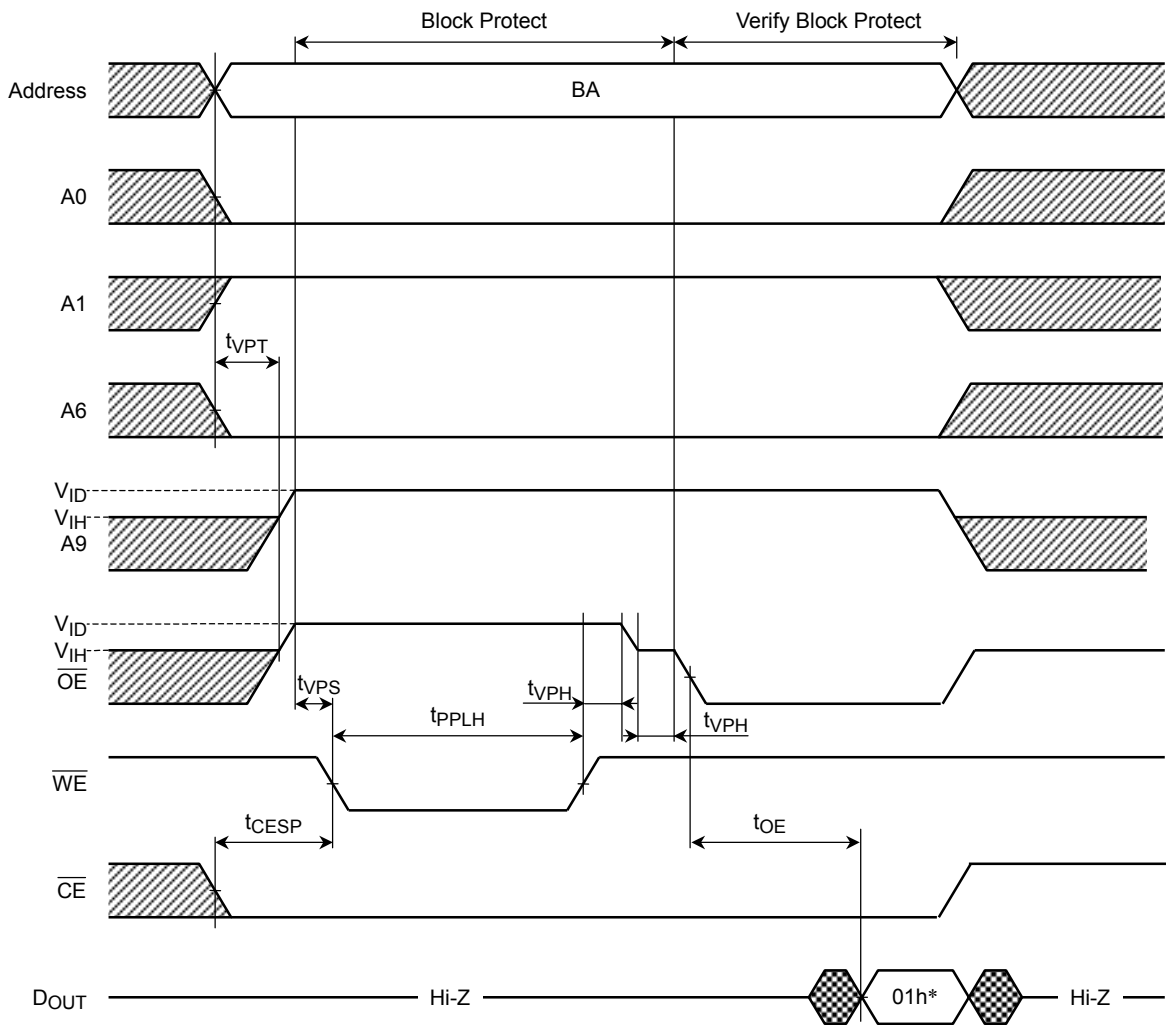 Block Protect
Verify Block Protect
Address
BA
A0
A1
tVPT
A6
VID
VIH
A9
VID
VIH
OE
tVPS
tVPH
tPPLH
tVPH
WE
tCESP
tOE
CE
DOUT
Hi-Z
01h*
Hi-Z